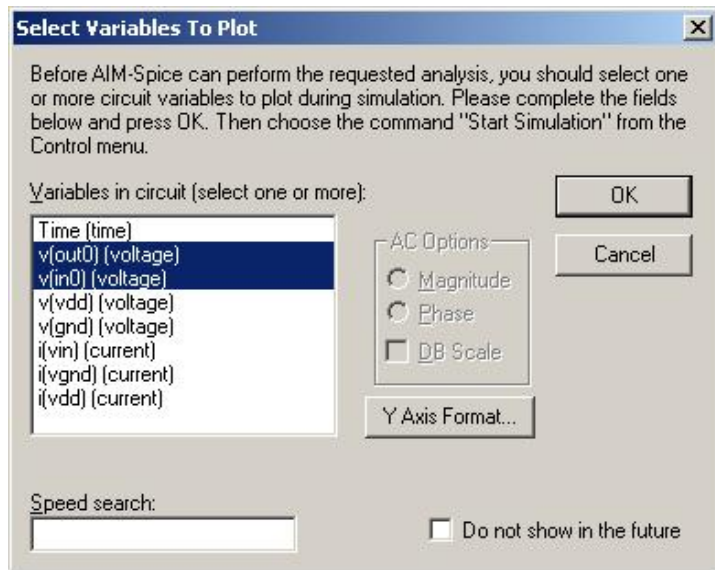 Select Variables To Plot
Before AIM-Spice can perform the requested analysis, you should select one
or more circuit variables to plot during simulation. Please complete the fields
below and press OK. Then choose the command "Start Simulation" from the
Control menu.
Variables in circuit (select one or more):
Time (time)
v(out0) (voltage)
v(in0) (voltage)
v(vdd) (voltage)
v(gnd) (voltage)
i(vin) (current)
i(vgnd) (current)
i(vdd) (current)
AC Options
Magnitude
Phase
DB Scale
OK
Cancel
Y Axis Format...
Speed search:
Do not show in the future